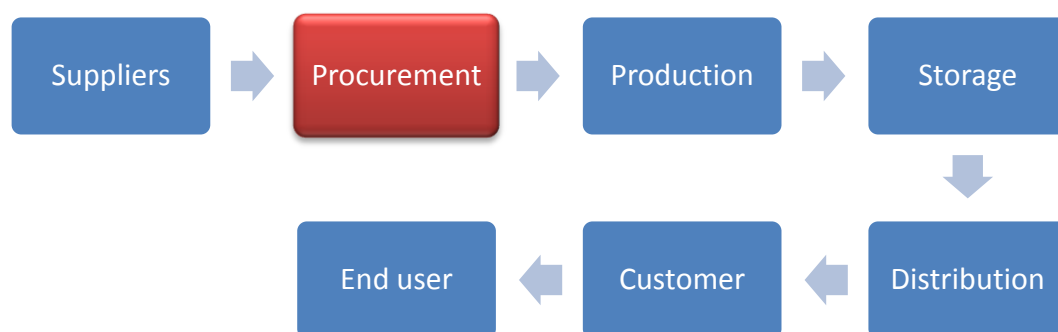 Suppliers
Procurement
Production
Storage
End user
Customer
Distribution